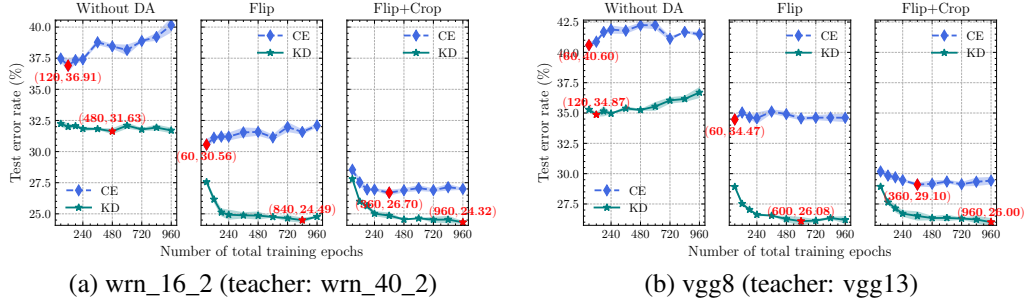 Without DA
Flip
Flip+Crop
Test error rate (%)
40.0
37.5
35.0
32.5
30.0
27.5
25.0
(120, 36.91)
(480, 31.63)
CE
KD
240 480 720 960
CE
KD
(60, 30.56)
(840, 24.49)
240 480 720 960
CE
KD
(360, 26.70)
(960, 24.32)
240 480 720 960
Number of total training epochs
(a) wrn_16_2 (teacher: wrn_40_2)
Without DA
Flip
Flip+Crop
Test error rate (%)
42.5
40.0
37.5
35.0
32.5
30.0
27.5
(60, 40.60)
(120, 34.87)
CE
KD
240 480 720 960
CE
KD
(60, 34.47)
(600, 26.08)
240 480 720 960
CE
KD
(360, 29.10)
(960, 26.00)
240 480 720 960
Number of total training epochs
(b) vgg8 (teacher: vgg13)